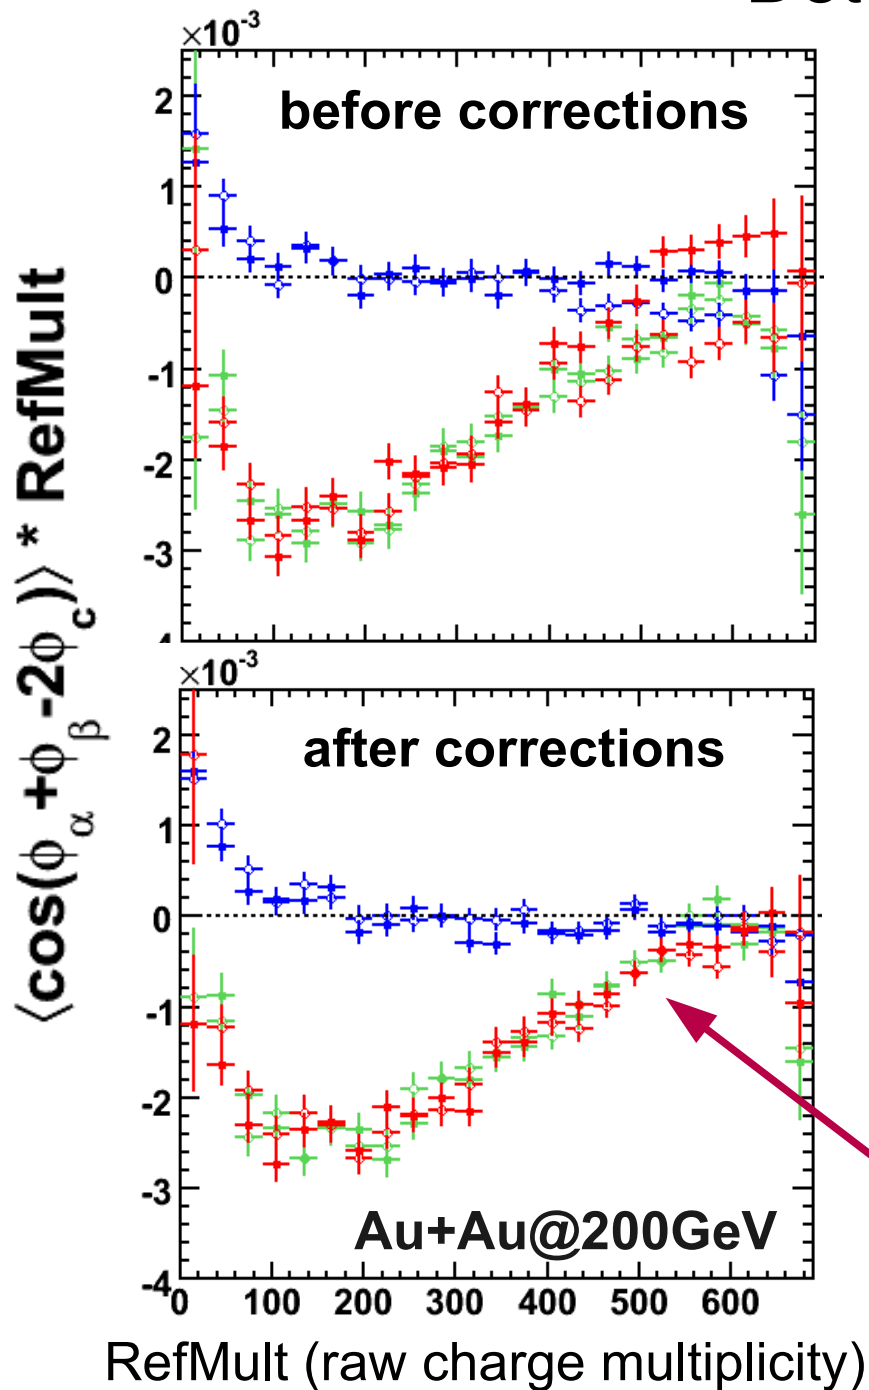 ×10⁻³
before corrections
2
1
0
-1
-2
-3
⟨cos(ϕα +ϕβ -2ϕc)⟩ * RefMult
×10⁻³
after corrections
2
1
0
-1
-2
-3
-4
Au+Au@200GeV
0 100 200 300 400 500 600
RefMult (raw charge multiplicity)